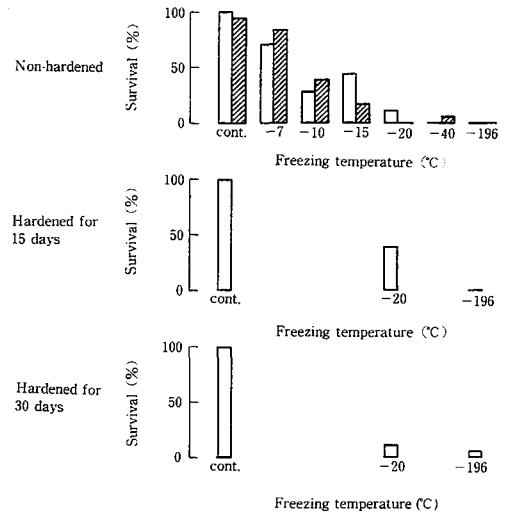 Non-hardened
Survival (%)
100
50
0
cont.
−7
−10
−15
−20
−40
−196
Freezing temperature (℃)
Hardened for
15 days
Survival (%)
100
50
0
cont.
−20
−196
Freezing temperature (℃)
Hardened for
30 days
Survival (%)
100
50
0
cont.
−20
−196
Freezing temperature (℃)